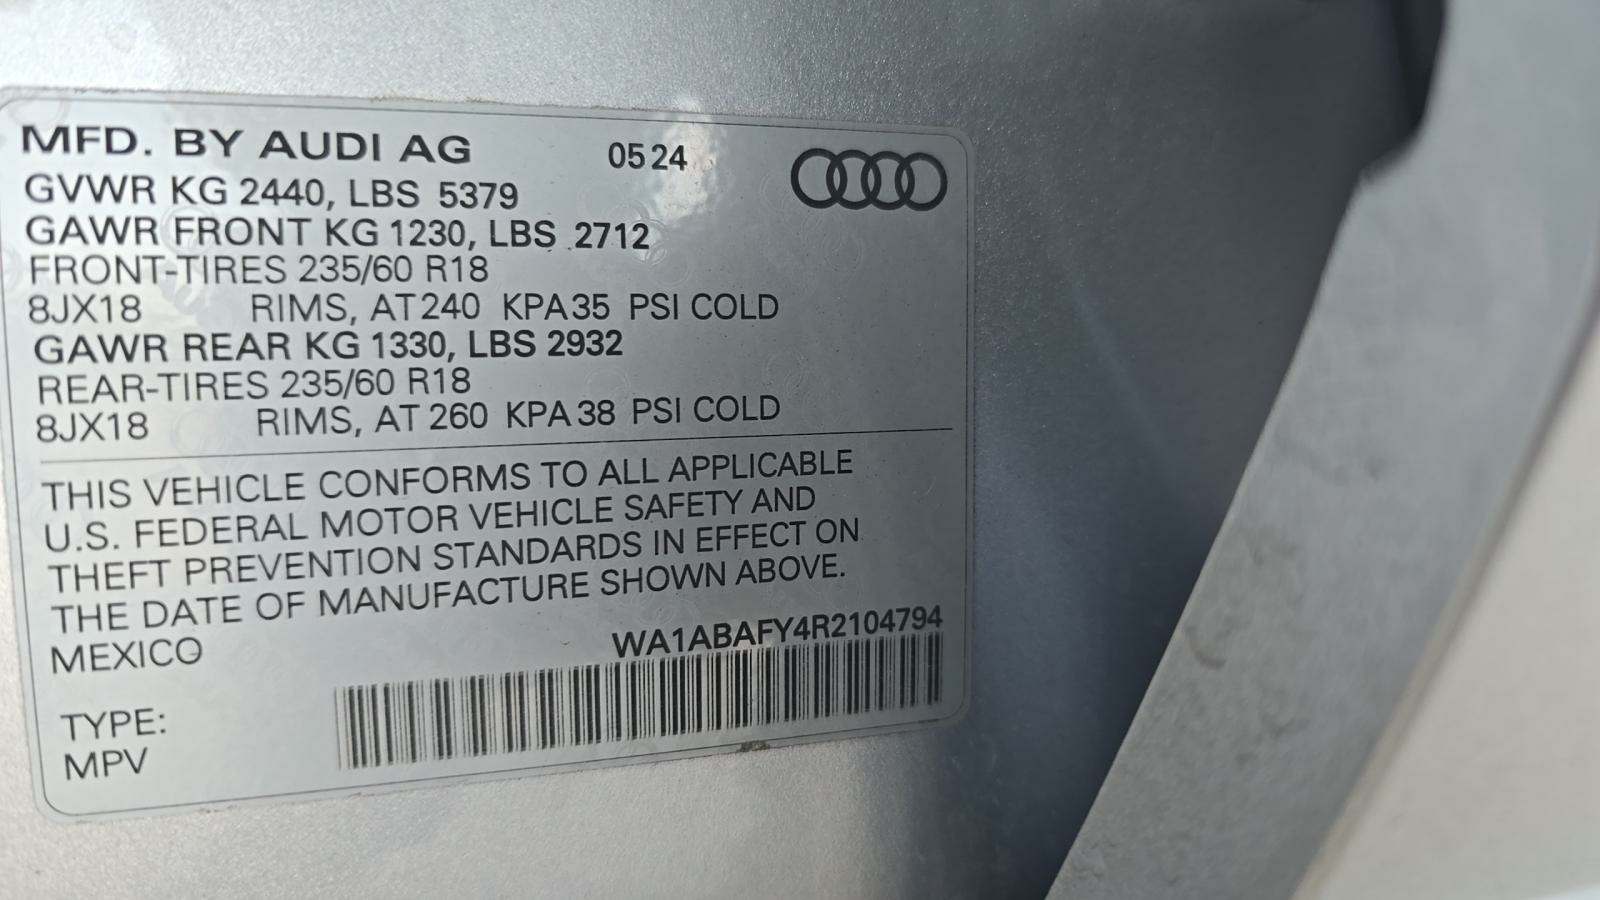 MFD. BY AUDI AG 05 24
GVWR KG 2440, LBS 5379
GAWR FRONT KG 1230, LBS 2712
FRONT-TIRES 235/60 R18
8JX18 RIMS, AT 240 KPA 35 PSI COLD
GAWR REAR KG 1330, LBS 2932
REAR-TIRES 235/60 R18
8JX18 RIMS, AT 260 KPA 38 PSI COLD
THIS VEHICLE CONFORMS TO ALL APPLICABLE
U.S. FEDERAL MOTOR VEHICLE SAFETY AND
THEFT PREVENTION STANDARDS IN EFFECT ON
THE DATE OF MANUFACTURE SHOWN ABOVE.
MEXICO WA1ABAFY4R2104794
TYPE:
MPV